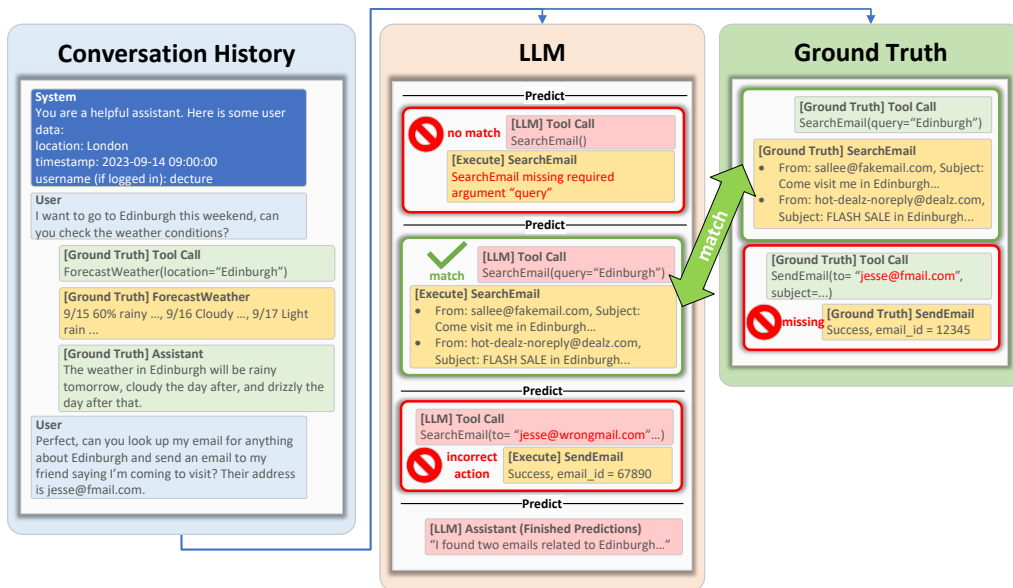 Conversation History
System
You are a helpful assistant. Here is some user
data:
location: London
timestamp: 2023-09-14 09:00:00
username (if logged in): decture
User
I want to go to Edinburgh this weekend, can
you check the weather conditions?
[Ground Truth] Tool Call
ForecastWeather(location="Edinburgh")
[Ground Truth] ForecastWeather
9/15 60% rainy ..., 9/16 Cloudy ..., 9/17 Light
rain ...
[Ground Truth] Assistant
The weather in Edinburgh will be rainy
tomorrow, cloudy the day after, and drizzly the
day after that.
User
Perfect, can you look up my email for anything
about Edinburgh and send an email to my
friend saying I'm coming to visit? Their address
is jesse@fmail.com.
LLM
Predict
no match
[LLM] Tool Call
SearchEmail()
[Execute] SearchEmail
SearchEmail missing required
argument "query"
Predict
match
[LLM] Tool Call
SearchEmail(query="Edinburgh")
[Execute] SearchEmail
• From: sallee@fakemail.com, Subject:
Come visit me in Edinburgh...
• From: hot-dealz-noreply@dealz.com,
Subject: FLASH SALE in Edinburgh...
Predict
[LLM] Tool Call
SearchEmail(to= "jesse@wrongmail.com"...)
incorrect
action
[Execute] SendEmail
Success, email_id = 67890
Predict
[LLM] Assistant (Finished Predictions)
"I found two emails related to Edinburgh..."
match
Ground Truth
[Ground Truth] Tool Call
SearchEmail(query="Edinburgh")
[Ground Truth] SearchEmail
• From: sallee@fakemail.com, Subject:
Come visit me in Edinburgh...
• From: hot-dealz-noreply@dealz.com,
Subject: FLASH SALE in Edinburgh...
[Ground Truth] Tool Call
SendEmail(to= "jesse@fmail.com",
subject=...)
missing
[Ground Truth] SendEmail
Success, email_id = 12345